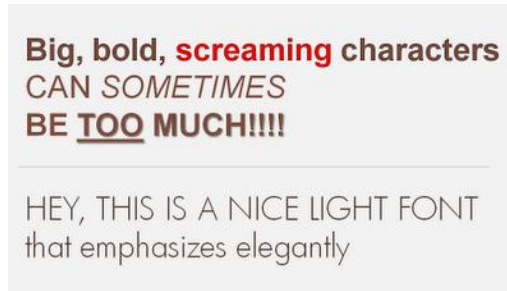 Big, bold, screaming characters
CAN SOMETIMES
BE TOO MUCH!!!!
HEY, THIS IS A NICE LIGHT FONT
that emphasizes elegantly